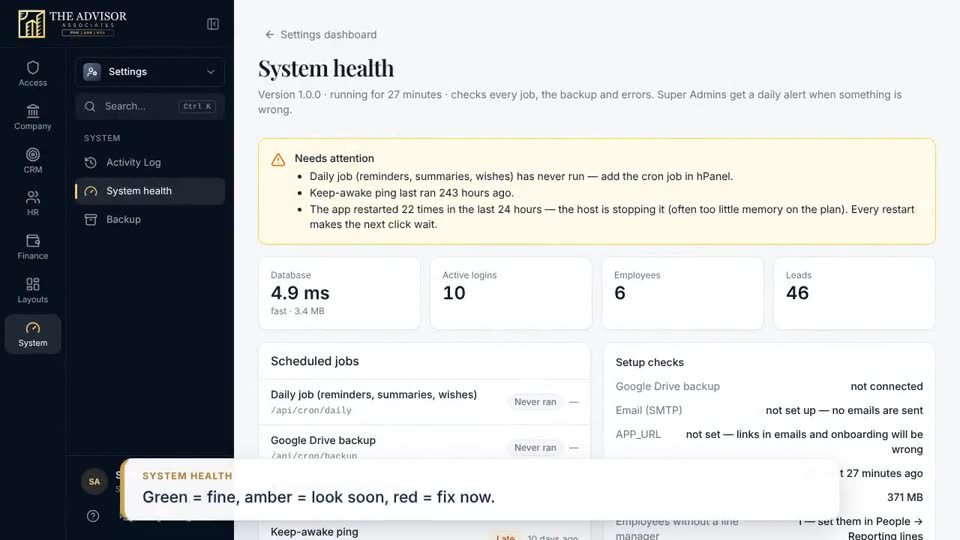 THE ADVISOR
ASSOCIATES
PAK | UAE | KSA
Access
Company
CRM
HR
Finance
Layouts
System
Settings
Search...
Ctrl K
SYSTEM
Activity Log
System health
Backup
SA
Settings dashboard
System health
Version 1.0.0 · running for 27 minutes · checks every job, the backup and errors. Super Admins get a daily alert when something is
wrong.
Needs attention
• Daily job (reminders, summaries, wishes) has never run — add the cron job in hPanel.
• Keep-awake ping last ran 243 hours ago.
• The app restarted 22 times in the last 24 hours — the host is stopping it (often too little memory on the plan). Every restart
makes the next click wait.
Database
4.9 ms
fast · 3.4 MB
Active logins
10
Employees
6
Leads
46
Scheduled jobs
Daily job (reminders, summaries, wishes)
/api/cron/daily
Never ran —
Google Drive backup
/api/cron/backup
Never ran —
Keep-awake ping
Late 10 days ago
Setup checks
Google Drive backup not connected
Email (SMTP) not set up — no emails are sent
APP_URL not set — links in emails and onboarding will be
wrong
27 minutes ago
371 MB
Employees without a line
manager
1 — set them in People →
Reporting lines
SYSTEM HEALTH
Green = fine, amber = look soon, red = fix now.